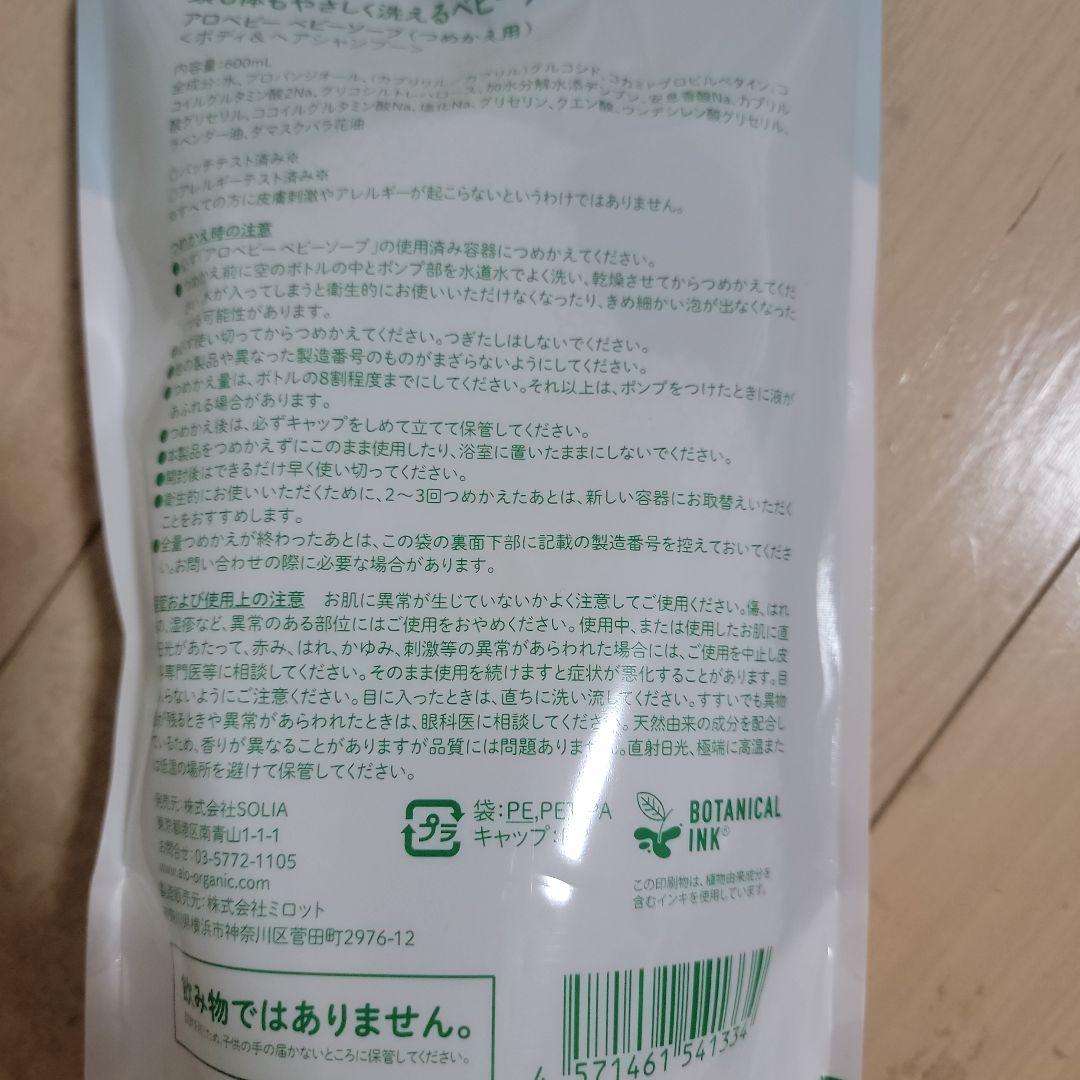 頭も体もやさしく洗えるベビーソ
アロベビー ベビーソープ(つめかえ用)
<ボディ&ヘアシャンプー>
内容量:600mL
全成分:水、プロパンジオール、(カプリリル/カプリル)グルコシド、コカミドプロピルベタイン、コ
コイルグルタミン酸2Na、グリコシルトレハロース、加水分解水添デンプン、安息香酸Na、カプリル
酸グリセリル、ココイルグルタミン酸Na、塩化Na、グリセリン、クエン酸、ウンデシレン酸グリセリル、
ラベンダー油、ダマスクバラ花油
○パッチテスト済み※
○アレルギーテスト済み※
※すべての方に皮膚刺激やアレルギーが起こらないというわけではありません。
つめかえ時の注意
●必ず「アロベビー ベビーソープ」の使用済み容器につめかえてください。
●つめかえ前に空のボトルの中とポンプ部を水道水でよく洗い、乾燥させてからつめかえてくだ
さい。水が入ってしまうと衛生的にお使いいただけなくなったり、きめ細かい泡が出なくなった
りする可能性があります。
●必ず使い切ってからつめかえてください。つぎたしはしないでください。
●他の製品や異なった製造番号のものがまざらないようにしてください。
●つめかえ量は、ボトルの8割程度までにしてください。それ以上は、ポンプをつけたときに液が
あふれる場合があります。
●つめかえ後は、必ずキャップをしめて立てて保管してください。
●本製品をつめかえずにこのまま使用したり、浴室に置いたままにしないでください。
●開封後はできるだけ早く使い切ってください。
●衛生的にお使いいただくために、2〜3回つめかえたあとは、新しい容器にお取替えいただく
ことをおすすめします。
●全量つめかえが終わったあとは、この袋の裏面下部に記載の製造番号を控えておいてくださ
い。お問い合わせの際に必要な場合があります。
および使用上の注意 お肌に異常が生じていないかよく注意してご使用ください。傷、はれ
の、湿疹など、異常のある部位にはご使用をおやめください。使用中、または使用したお肌に直
日光があたって、赤み、はれ、かゆみ、刺激等の異常があらわれた場合には、ご使用を中止し皮
専門医等に相談してください。そのまま使用を続けますと症状が悪化することがあります。目
入らないようにご注意ください。目に入ったときは、直ちに洗い流してください。すすいでも異物
が残るときや異常があらわれたときは、眼科医に相談してください。天然由来の成分を配合し
ているため、香りが異なることがありますが品質には問題ありません。直射日光、極端に高温また
は低温の場所を避けて保管してください。
発売元:株式会社SOLIA
東京都港区南青山1-1-1
お問合せ:03-5772-1105
www.alo-organic.com
製造販売元:株式会社ミロット
神奈川県横浜市神奈川区菅田町2976-12
プラ
袋:PE,PET,PA
キャップ:
BOTANICAL
INK®
この印刷物は、植物由来成分を
含むインキを使用しています。
飲み物ではありません。
子供の手の届かないところに保管してください。
4 571461 541334